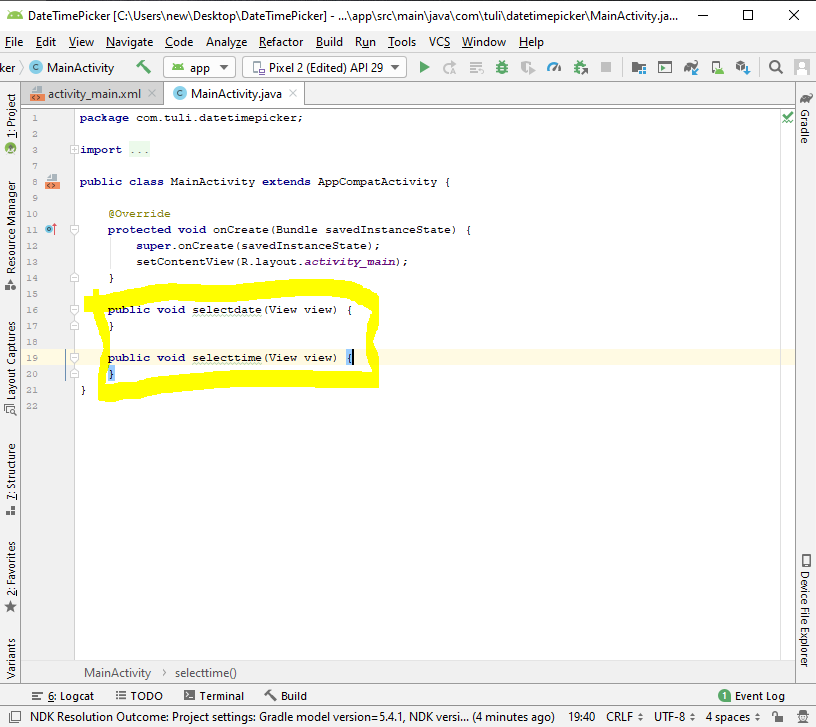 DateTimePicker [C:\Users\new\Desktop\DateTimePicker] - ...\app\src\main\java\com\tuli\datetimepicker\MainActivity.ja...
File Edit View Navigate Code Analyze Refactor Build Run Tools VCS Window Help
ker MainActivity app Pixel 2 (Edited) API 29
activity_main.xml MainActivity.java
1 package com.tuli.datetimepicker;
2
3 import ...
7
8 public class MainActivity extends AppCompatActivity {
9
10 @Override
11 protected void onCreate(Bundle savedInstanceState) {
12 super.onCreate(savedInstanceState);
13 setContentView(R.layout.activity_main);
14 }
15
16 public void selectdate(View view) {
17 }
18
19 public void selecttime(View view) {
20 }
21 }
22
1: Project
Resource Manager
Layout Captures
7: Structure
2: Favorites
Variants
Gradle
Device File Explorer
MainActivity selecttime()
6: Logcat TODO Terminal Build 1 Event Log
NDK Resolution Outcome: Project settings: Gradle model version=5.4.1, NDK versi... (4 minutes ago) 19:40 CRLF UTF-8 4 spaces